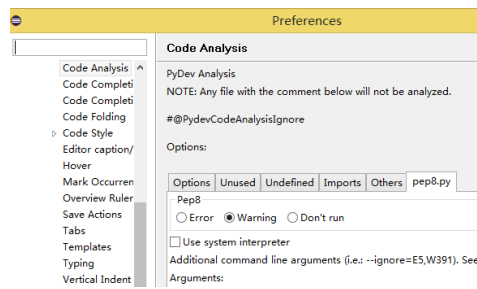 Preferences
Code Analysis
Code Completi
Code Completi
Code Folding
Code Style
Editor caption/
Hover
Mark Occurren
Overview Ruler
Save Actions
Tabs
Templates
Typing
Vertical Indent
Code Analysis
PyDev Analysis
NOTE: Any file with the comment below will not be analyzed.
#@PydevCodeAnalysisIgnore
Options:
Options Unused Undefined Imports Others pep8.py
Pep8
Error Warning Don't run
Use system interpreter
Additional command line arguments (i.e.: --ignore=E5,W391). See
Arguments: